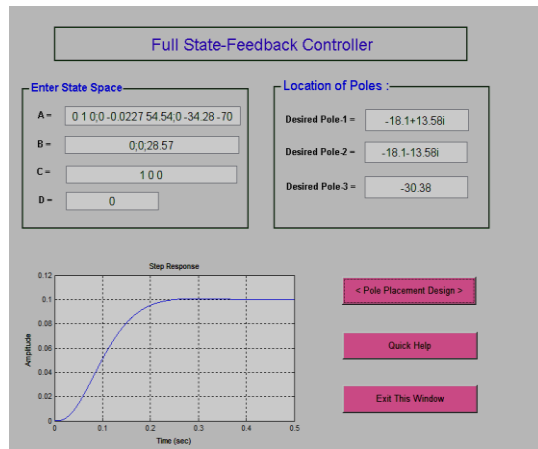 Full State-Feedback Controller
Enter State Space
A =
0 1 0;0 -0.0227 54.54;0 -34.28 -70
B =
0;0;28.57
C =
1 0 0
D =
0
Location of Poles :
Desired Pole-1 =
-18.1+13.58i
Desired Pole-2 =
-18.1-13.58i
Desired Pole-3 =
-30.38
Step Response
Amplitude
0.12
0.1
0.08
0.06
0.04
0.02
0
0 0.1 0.2 0.3 0.4 0.5
Time (sec)
< Pole Placement Design >
Quick Help
Exit This Window